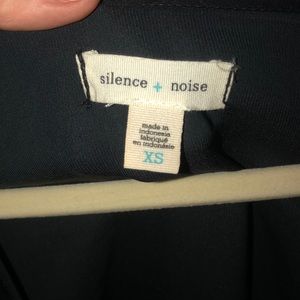 silence + noise
made in
indonesia
fabriqué
en indonésie
XS